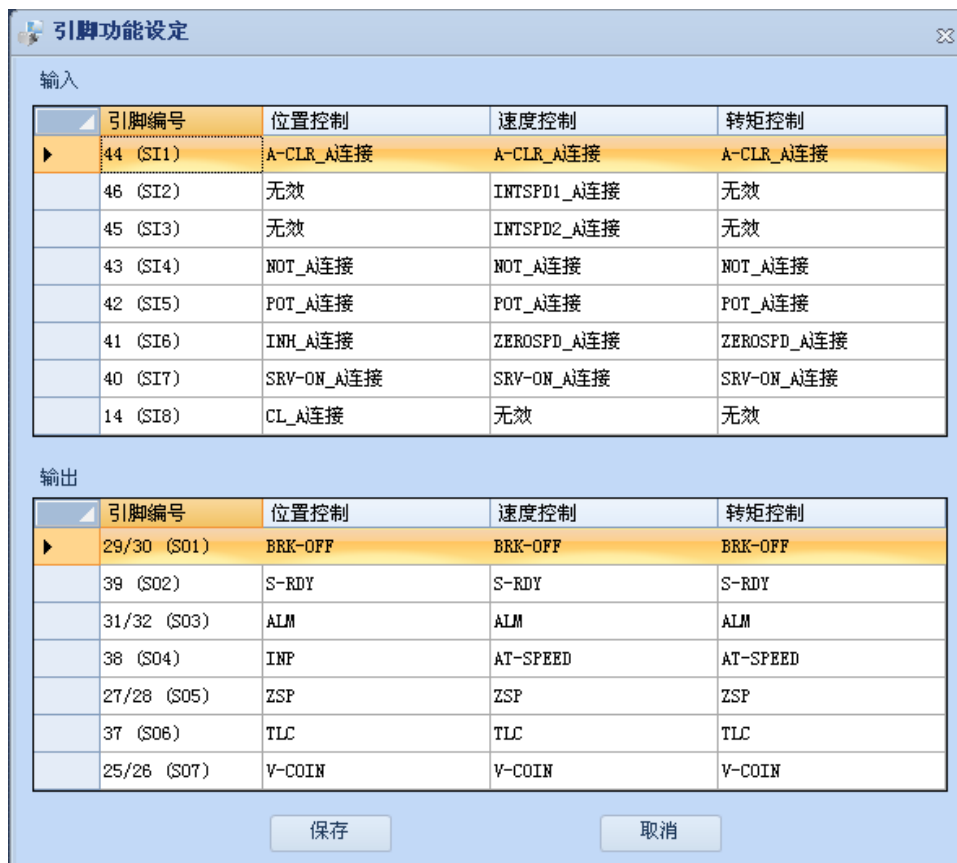 引脚功能设定
输入
引脚编号 位置控制 速度控制 转矩控制
44 (SI1) A-CLR_A连接 A-CLR_A连接 A-CLR_A连接
46 (SI2) 无效 INTSPD1_A连接 无效
45 (SI3) 无效 INTSPD2_A连接 无效
43 (SI4) NOT_A连接 NOT_A连接 NOT_A连接
42 (SI5) POT_A连接 POT_A连接 POT_A连接
41 (SI6) INH_A连接 ZEROSPD_A连接 ZEROSPD_A连接
40 (SI7) SRV-ON_A连接 SRV-ON_A连接 SRV-ON_A连接
14 (SI8) CL_A连接 无效 无效
输出
引脚编号 位置控制 速度控制 转矩控制
29/30 (SO1) BRK-OFF BRK-OFF BRK-OFF
39 (SO2) S-RDY S-RDY S-RDY
31/32 (SO3) ALM ALM ALM
38 (SO4) INP AT-SPEED AT-SPEED
27/28 (SO5) ZSP ZSP ZSP
37 (SO6) TLC TLC TLC
25/26 (SO7) V-COIN V-COIN V-COIN
保存 取消